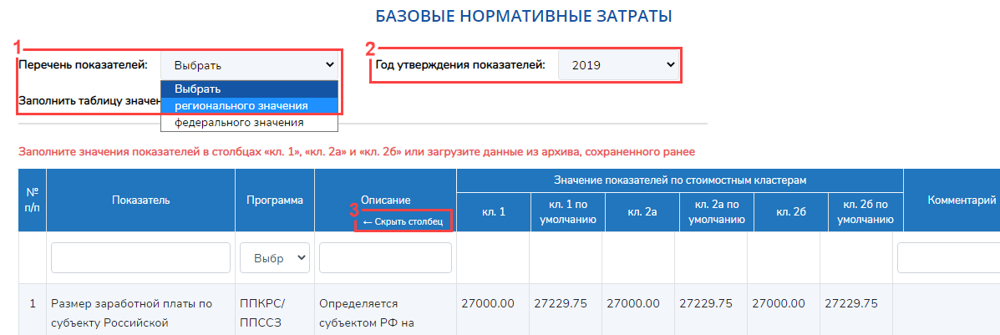 БАЗОВЫЕ НОРМАТИВНЫЕ ЗАТРАТЫ
1
2
Перечень показателей: Выбрать Год утверждения показателей: 2019
Выбрать
Заполнить таблицу значен регионального значения
федерального значения
Заполните значения показателей в столбцах «кл. 1», «кл. 2а» и «кл. 2б» или загрузите данные из архива, сохраненного ранее
№ п/п
Показатель
Программа
Описание
3 ← Скрыть столбец
Значение показателей по стоимостным кластерам
кл. 1
кл. 1 по умолчанию
кл. 2а
кл. 2а по умолчанию
кл. 2б
кл. 2б по умолчанию
Комментарий
Выбр
1 Размер заработной платы по ППКРС/ Определяется 27000.00 27229.75 27000.00 27229.75 27000.00 27229.75
субъекту Российской ППССЗ субъектом РФ на